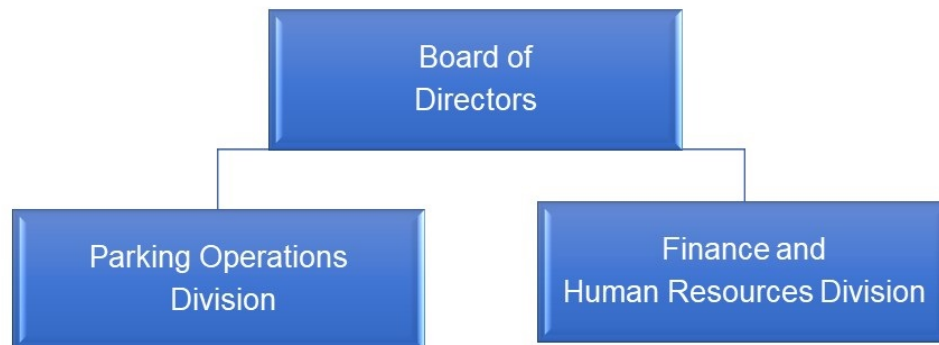 Board of
Directors
Parking Operations
Division
Finance and
Human Resources Division